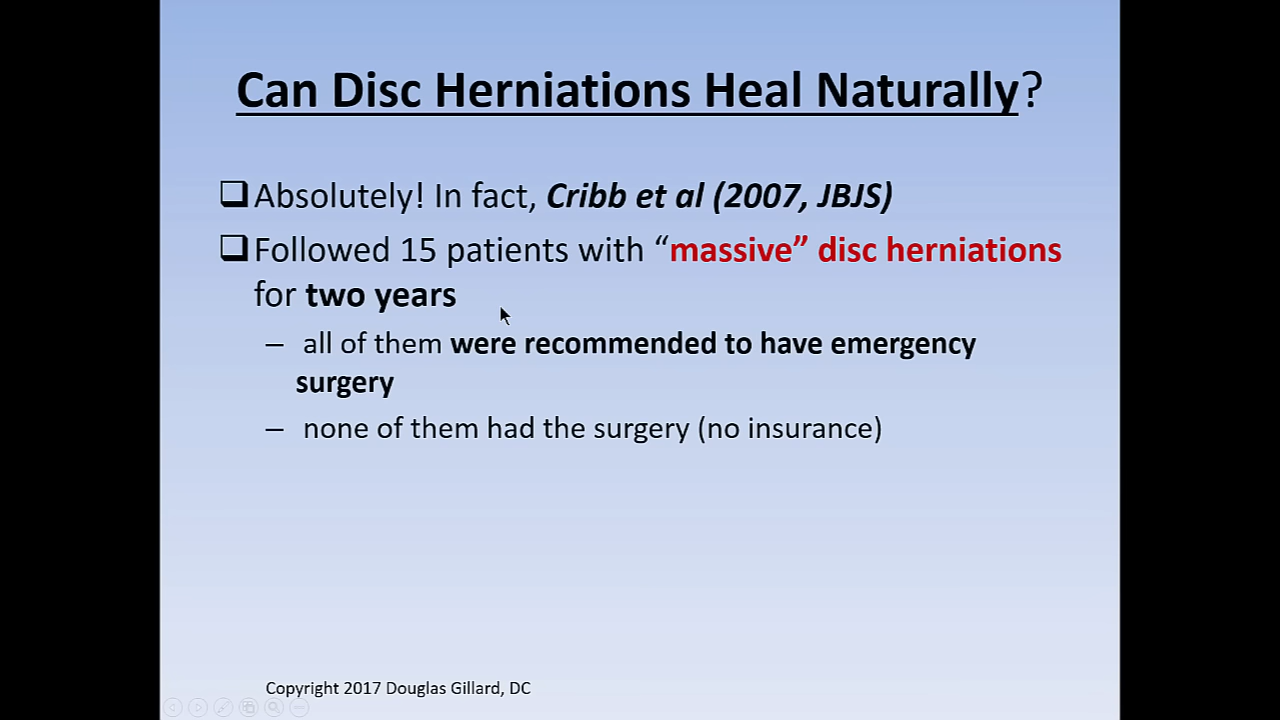 Can Disc Herniations Heal Naturally?
❑Absolutely! In fact, Cribb et al (2007, JBJS)
❑Followed 15 patients with “massive” disc herniations
for two years
– all of them were recommended to have emergency
surgery
– none of them had the surgery (no insurance)
Copyright 2017 Douglas Gillard, DC